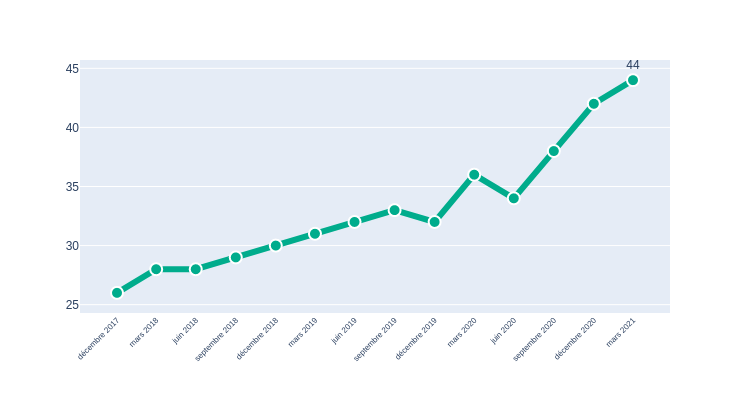 44
45
40
35
30
25
décembre 2017
mars 2018
juin 2018
septembre 2018
décembre 2018
mars 2019
juin 2019
septembre 2019
décembre 2019
mars 2020
juin 2020
septembre 2020
décembre 2020
mars 2021